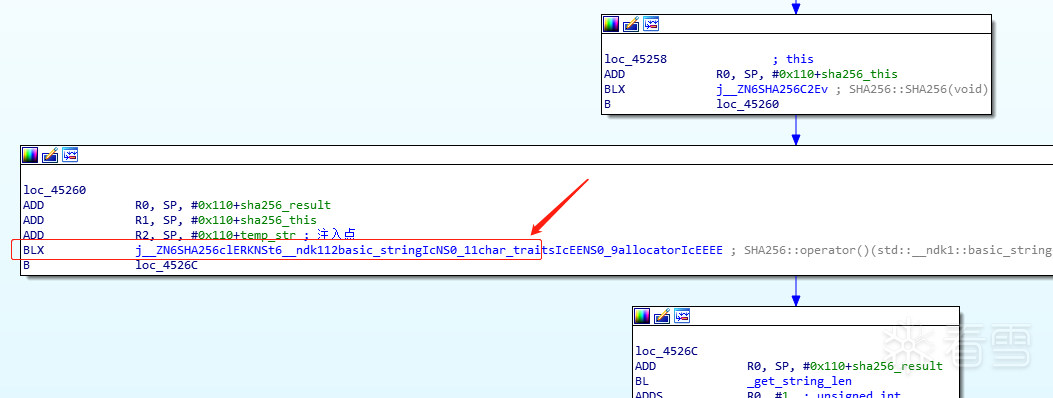 loc_45258 ; this
ADD R0, SP, #0x110+sha256_this
BLX j__ZN6SHA256C2Ev ; SHA256::SHA256(void)
B loc_45260
loc_45260
ADD R0, SP, #0x110+sha256_result
ADD R1, SP, #0x110+sha256_this
ADD R2, SP, #0x110+temp_str ; 注入点
BLX j__ZN6SHA256clERKNSt6__ndk112basic_stringIcNS0_11char_traitsIcEENS0_9allocatorIcEEEE ; SHA256::operator()(std::__ndk1::basic_string
B loc_4526C
loc_4526C
ADD R0, SP, #0x110+sha256_result
BL _get_string_len
ADDS R0, #1 ; unsigned int
看雪